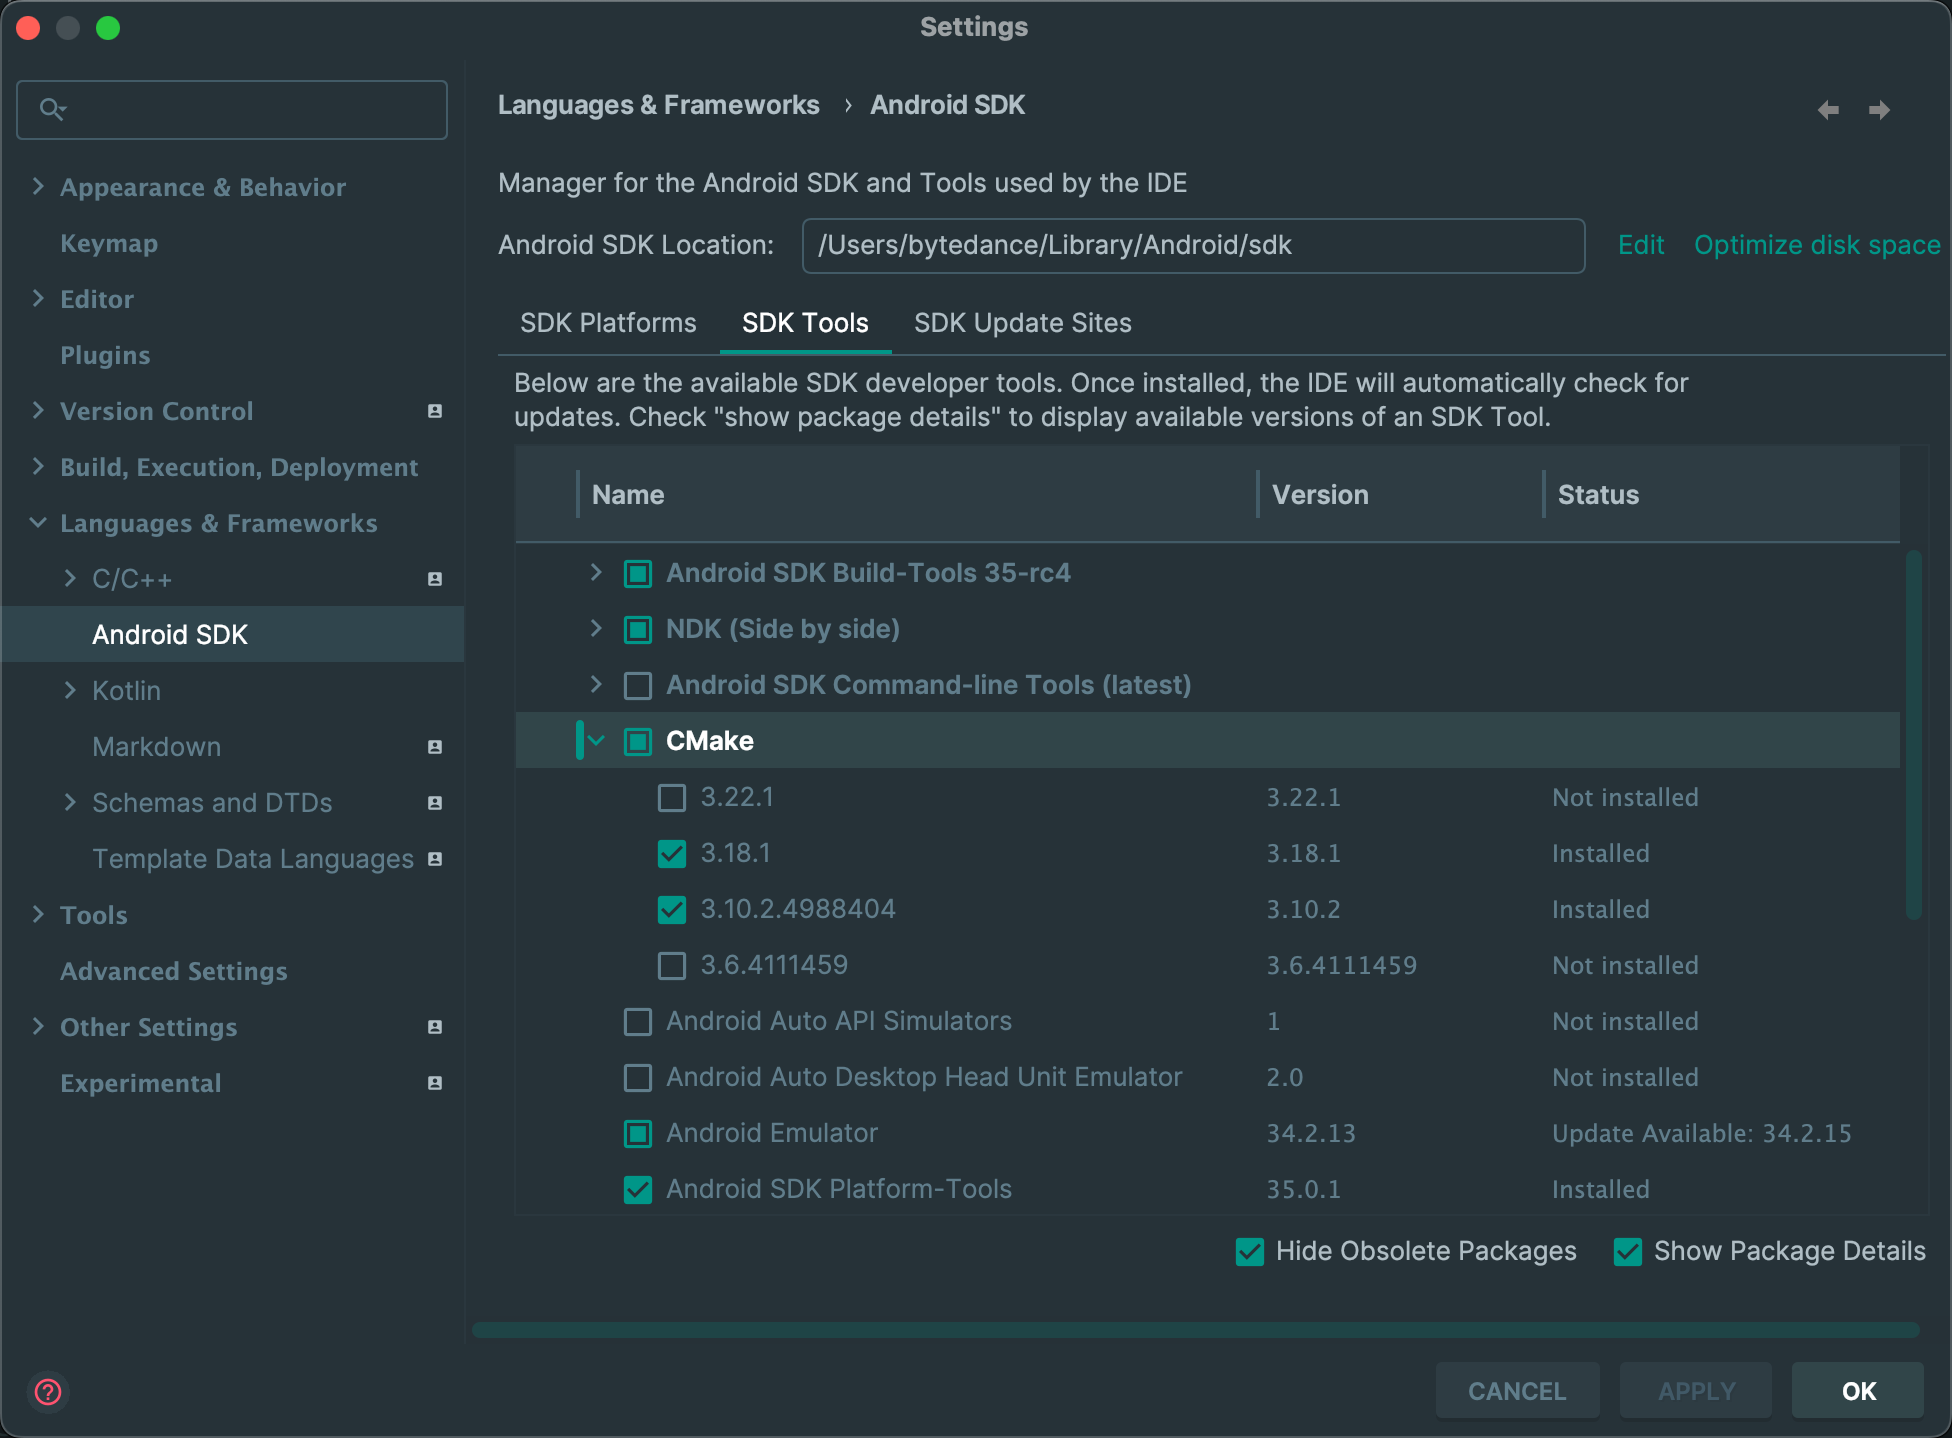 Settings
Appearance & Behavior
Keymap
Editor
Plugins
Version Control
Build, Execution, Deployment
Languages & Frameworks
C/C++
Android SDK
Kotlin
Markdown
Schemas and DTDs
Template Data Languages
Tools
Advanced Settings
Other Settings
Experimental
Languages & Frameworks › Android SDK
Manager for the Android SDK and Tools used by the IDE
Android SDK Location: /Users/bytedance/Library/Android/sdk Edit Optimize disk space
SDK Platforms SDK Tools SDK Update Sites
Below are the available SDK developer tools. Once installed, the IDE will automatically check for
updates. Check "show package details" to display available versions of an SDK Tool.
Name Version Status
Android SDK Build-Tools 35-rc4
NDK (Side by side)
Android SDK Command-line Tools (latest)
CMake
3.22.1 3.22.1 Not installed
3.18.1 3.18.1 Installed
3.10.2.4988404 3.10.2 Installed
3.6.4111459 3.6.4111459 Not installed
Android Auto API Simulators 1 Not installed
Android Auto Desktop Head Unit Emulator 2.0 Not installed
Android Emulator 34.2.13 Update Available: 34.2.15
Android SDK Platform-Tools 35.0.1 Installed
Hide Obsolete Packages Show Package Details
? CANCEL APPLY OK